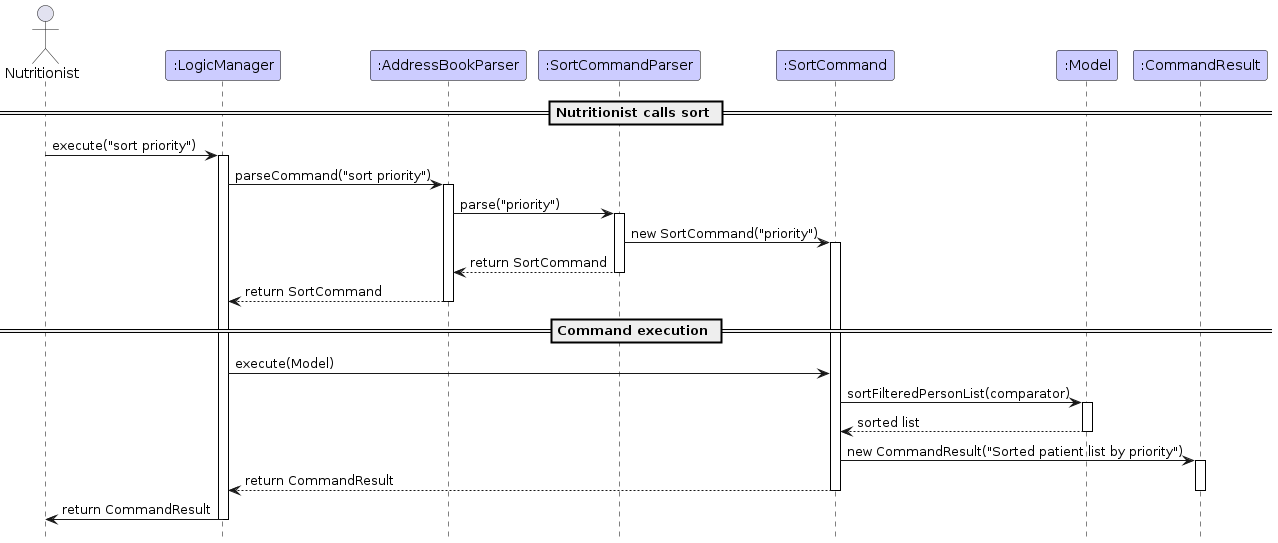 Nutritionist
:LogicManager
:AddressBookParser
:SortCommandParser
:SortCommand
:Model
:CommandResult
Nutritionist calls sort
execute("sort priority")
parseCommand("sort priority")
parse("priority")
new SortCommand("priority")
return SortCommand
return SortCommand
Command execution
execute(Model)
sortFilteredPersonList(comparator)
sorted list
new CommandResult("Sorted patient list by priority")
return CommandResult
return CommandResult